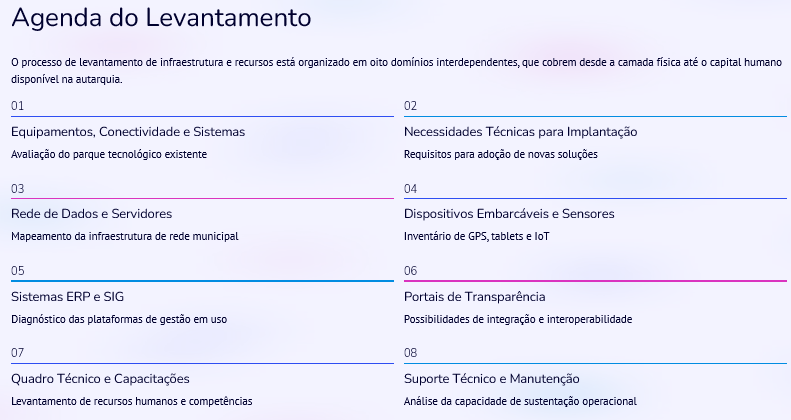 Agenda do Levantamento
O processo de levantamento de infraestrutura e recursos está organizado em oito domínios interdependentes, que cobrem desde a camada física até o capital humano
disponível na autarquia.
01
Equipamentos, Conectividade e Sistemas
Avaliação do parque tecnológico existente
02
Necessidades Técnicas para Implantação
Requisitos para adoção de novas soluções
03
Rede de Dados e Servidores
Mapeamento da infraestrutura de rede municipal
04
Dispositivos Embarcáveis e Sensores
Inventário de GPS, tablets e IoT
05
Sistemas ERP e SIG
Diagnóstico das plataformas de gestão em uso
06
Portais de Transparência
Possibilidades de integração e interoperabilidade
07
Quadro Técnico e Capacitações
Levantamento de recursos humanos e competências
08
Suporte Técnico e Manutenção
Análise da capacidade de sustentação operacional